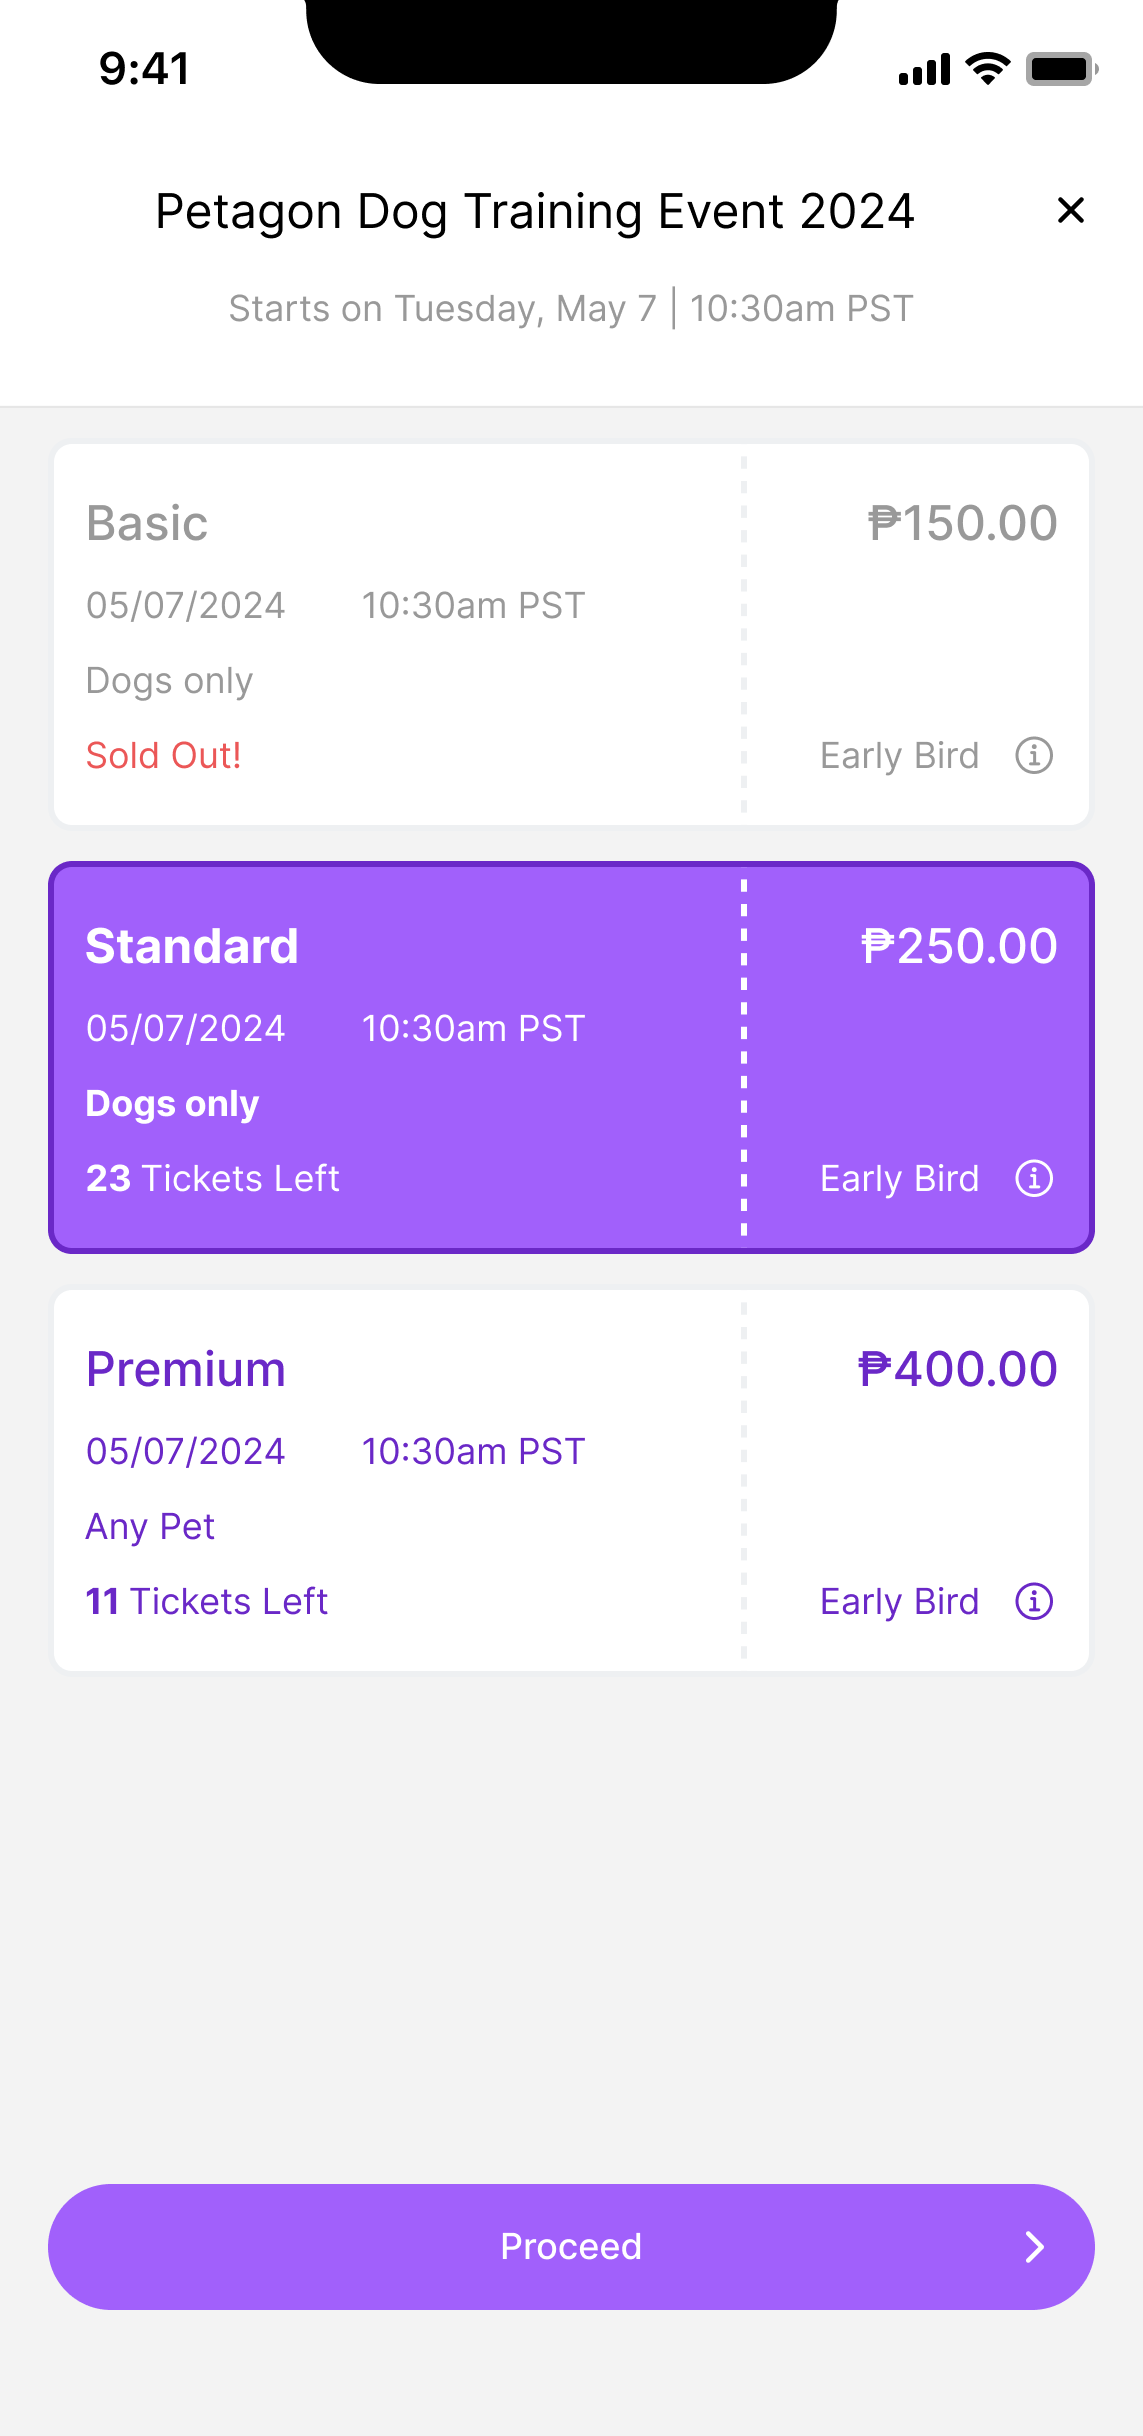 9:41
Petagon Dog Training Event 2024
Starts on Tuesday, May 7 | 10:30am PST
Basic ₱150.00
05/07/2024 10:30am PST
Dogs only
Sold Out! Early Bird
Standard ₱250.00
05/07/2024 10:30am PST
Dogs only
23 Tickets Left Early Bird
Premium ₱400.00
05/07/2024 10:30am PST
Any Pet
11 Tickets Left Early Bird
Proceed